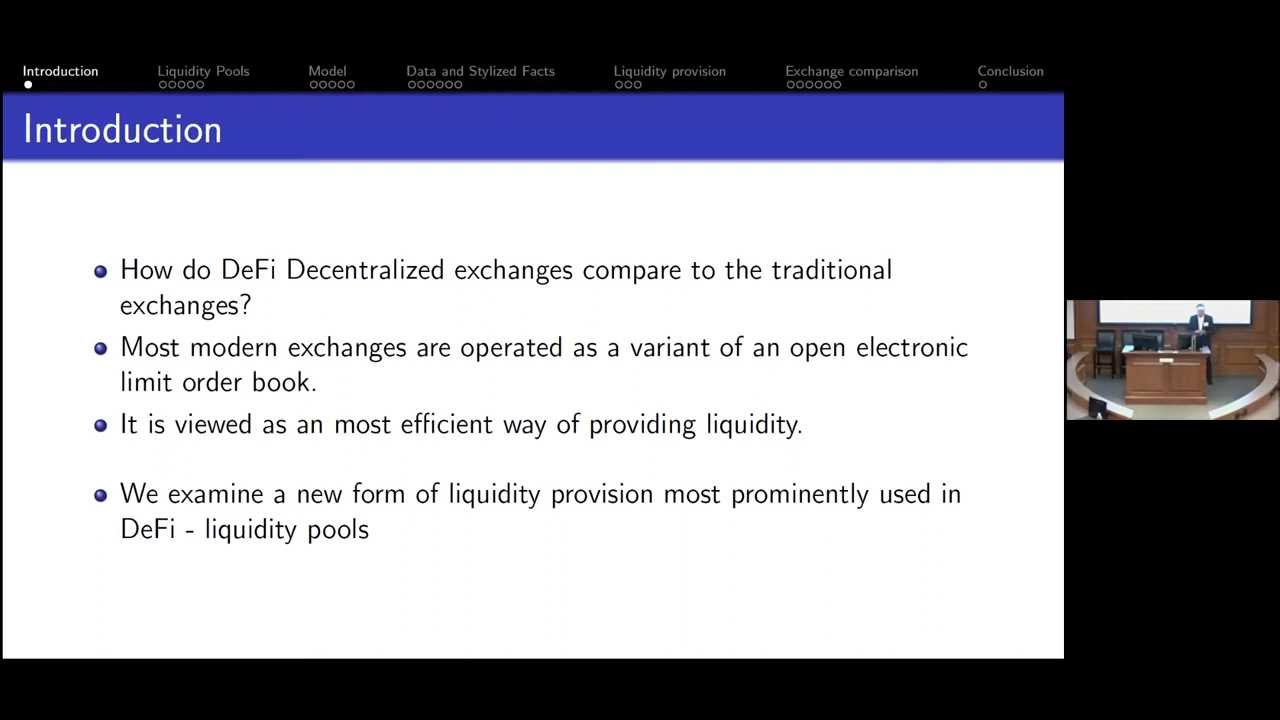 Introduction Liquidity Pools Model Data and Stylized Facts Liquidity provision Exchange comparison Conclusion
Introduction
How do DeFi Decentralized exchanges compare to the traditional
exchanges?
Most modern exchanges are operated as a variant of an open electronic
limit order book.
It is viewed as an most efficient way of providing liquidity.
We examine a new form of liquidity provision most prominently used in
DeFi - liquidity pools